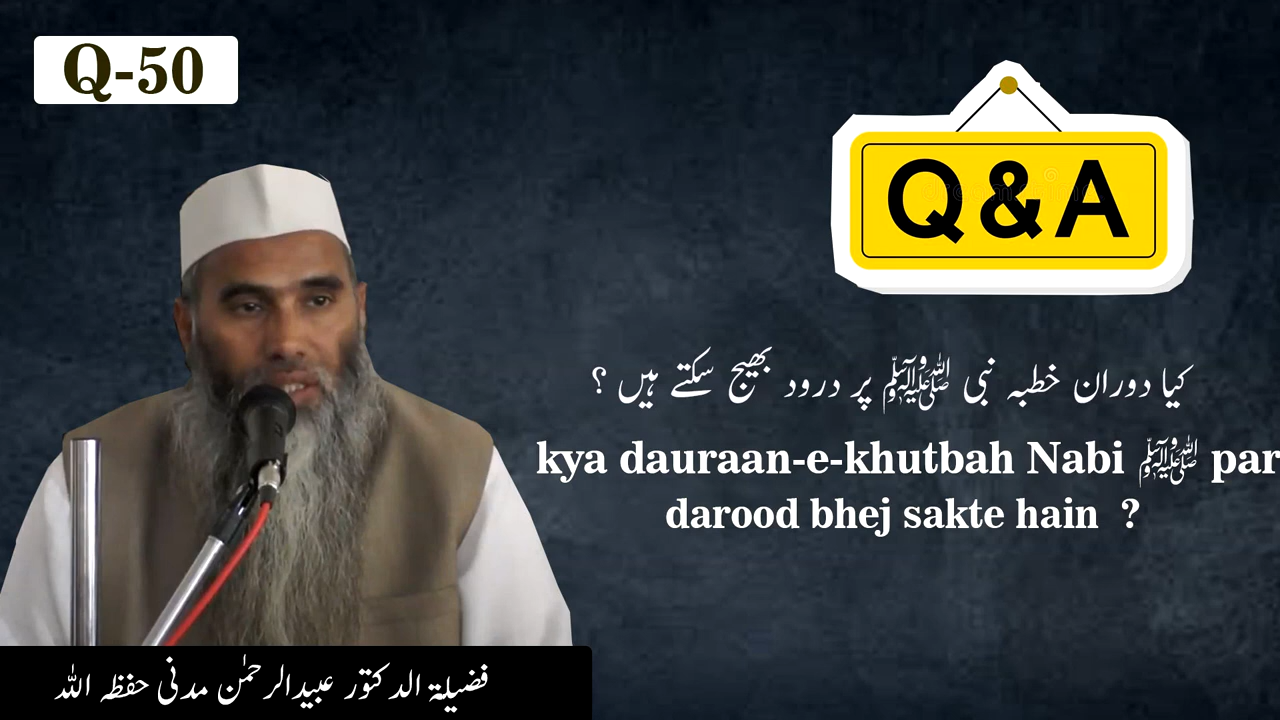 Q-50
Q&A
کیا دوران خطبہ نبی ﷺ پر درود بھیج سکتے ہیں ؟
kya dauraan-e-khutbah Nabi ﷺ par
darood bhej sakte hain ?
فضیلۃ الدکتور عبیدالرحمٰن مدنی حفظہ اللہ